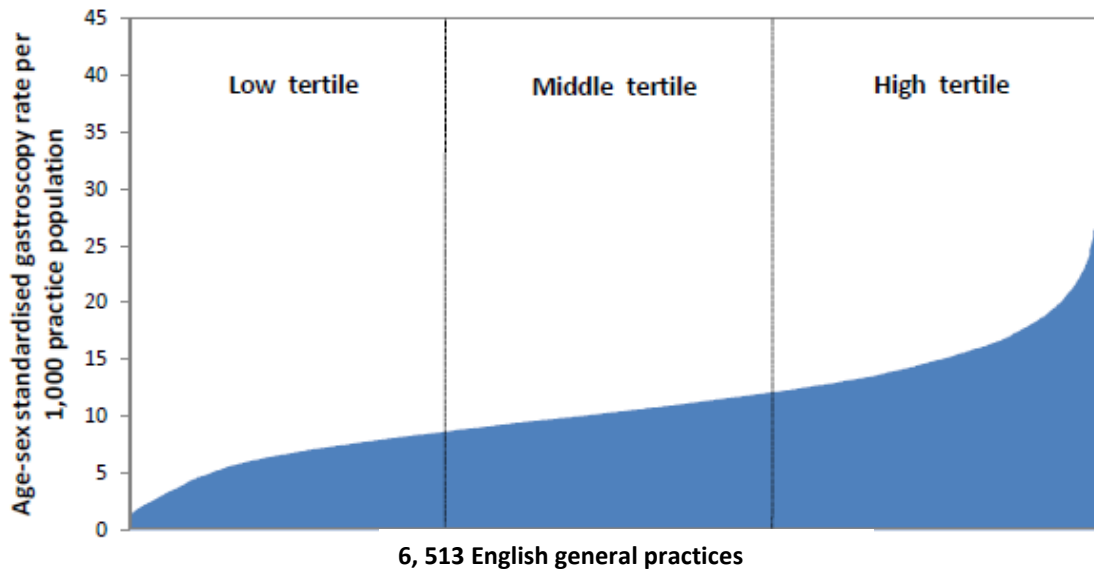 Age-sex standardised gastroscopy rate per
1,000 practice population
45
40
35
30
25
20
15
10
5
0
Low tertile
Middle tertile
High tertile
6, 513 English general practices